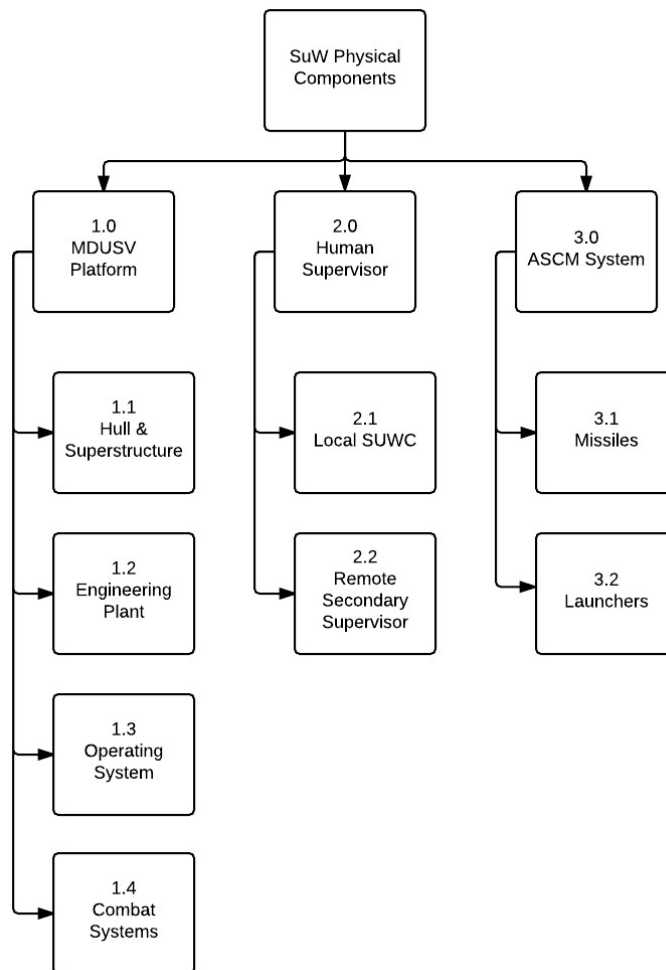 SuW Physical
Components
1.0
MDUSV
Platform
2.0
Human
Supervisor
3.0
ASCM System
1.1
Hull &
Superstructure
2.1
Local SUWC
3.1
Missiles
1.2
Engineering
Plant
2.2
Remote
Secondary
Supervisor
3.2
Launchers
1.3
Operating
System
1.4
Combat
Systems